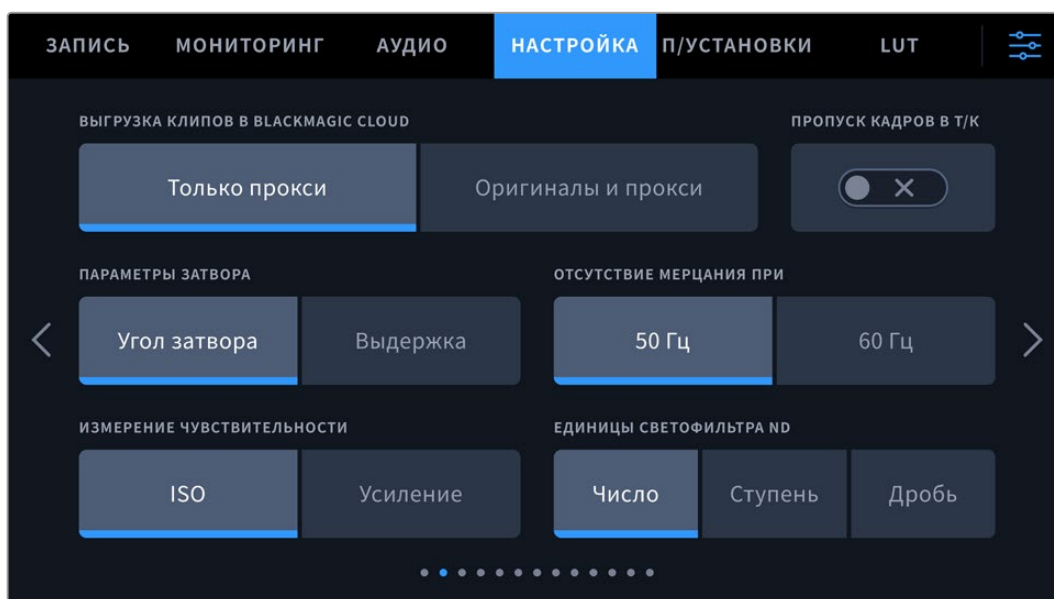 ЗАПИСЬ МОНИТОРИНГ АУДИО НАСТРОЙКА П/УСТАНОВКИ LUT
ВЫГРУЗКА КЛИПОВ В BLACKMAGIC CLOUD ПРОПУСК КАДРОВ В Т/К
Только прокси Оригиналы и прокси
ПАРАМЕТРЫ ЗАТВОРА ОТСУТСТВИЕ МЕРЦАНИЯ ПРИ
Угол затвора Выдержка 50 Гц 60 Гц
ИЗМЕРЕНИЕ ЧУВСТВИТЕЛЬНОСТИ ЕДИНИЦЫ СВЕТОФИЛЬТРА ND
ISO Усиление Число Ступень Дробь